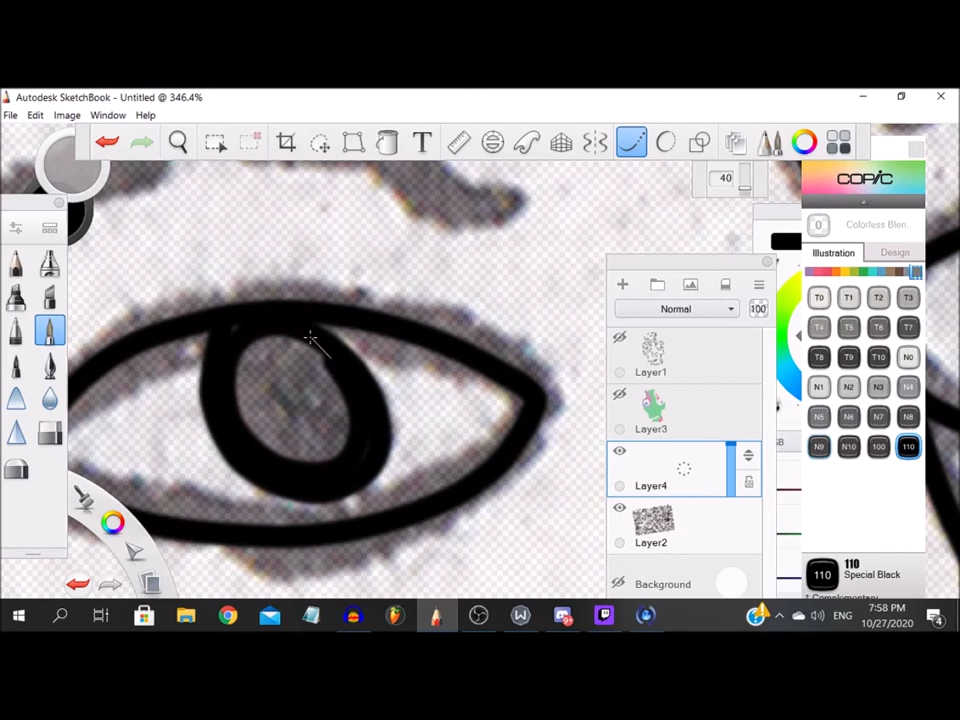 Autodesk SketchBook - Untitled @ 346.4%
File Edit Image Window Help
T
40
COPIC
0 Colorless Blen..
Illustration Design
Normal 100
T0 T1 T2 T3
T4 T5 T6 T7
T8 T9 T10 N0
N1 N2 N3 N4
N5 N6 N7 N8
N9 N10 100 110
Layer1
Layer3
Layer4
Layer2
Background
SB
110 110
Special Black
9+
W
ENG
7:58 PM
10/27/2020
4